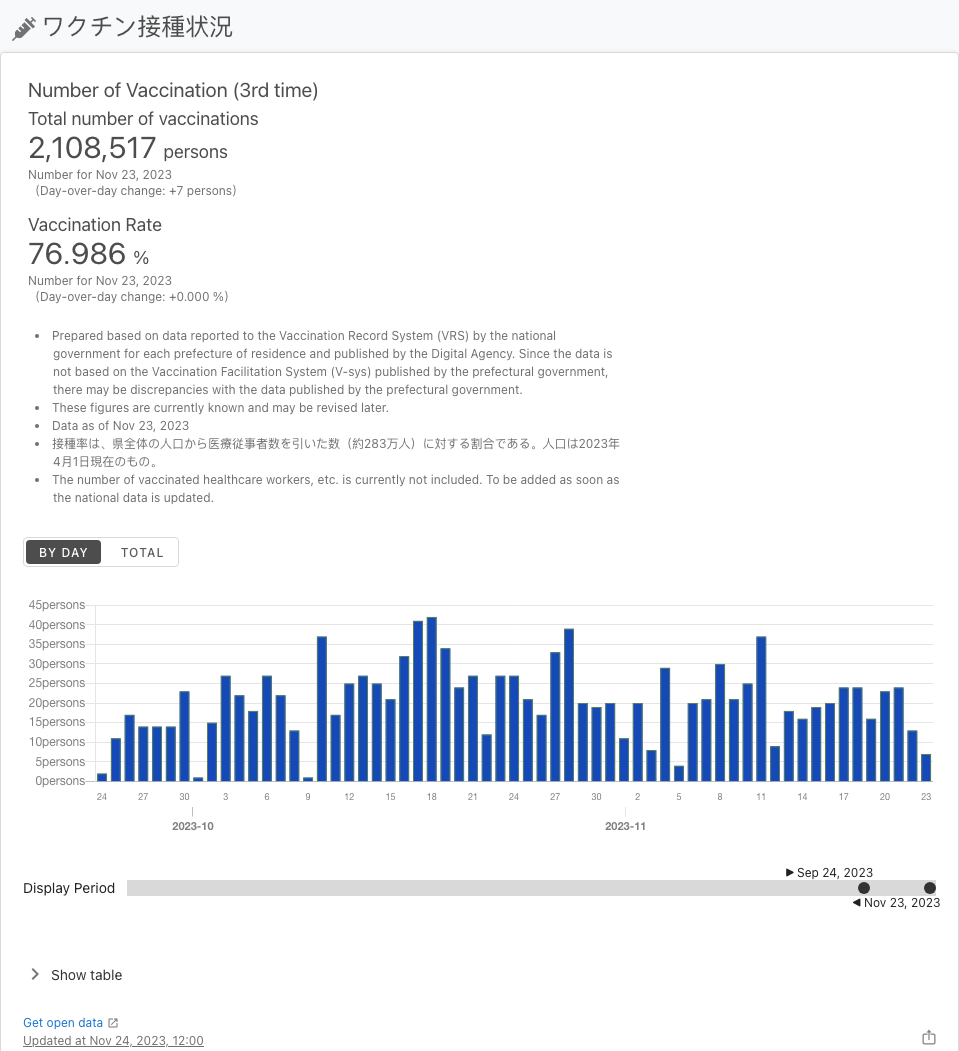 ワクチン接種状況
Number of Vaccination (3rd time)
Total number of vaccinations
2,108,517 persons
Number for Nov 23, 2023
(Day-over-day change: +7 persons)
Vaccination Rate
76.986 %
Number for Nov 23, 2023
(Day-over-day change: +0.000 %)
• Prepared based on data reported to the Vaccination Record System (VRS) by the national
government for each prefecture of residence and published by the Digital Agency. Since the data is
not based on the Vaccination Facilitation System (V-sys) published by the prefectural government,
there may be discrepancies with the data published by the prefectural government.
• These figures are currently known and may be revised later.
• Data as of Nov 23, 2023
• 接種率は、県全体の人口から医療従事者数を引いた数（約283万人）に対する割合である。人口は2023年
4月1日現在のもの。
• The number of vaccinated healthcare workers, etc. is currently not included. To be added as soon as
the national data is updated.
BY DAY TOTAL
45persons
40persons
35persons
30persons
25persons
20persons
15persons
10persons
5persons
0persons
24 27 30 3 6 9 12 15 18 21 24 27 30 2 5 8 11 14 17 20 23
2023-10 2023-11
Sep 24, 2023
Display Period
Nov 23, 2023
Show table
Get open data
Updated at Nov 24, 2023, 12:00